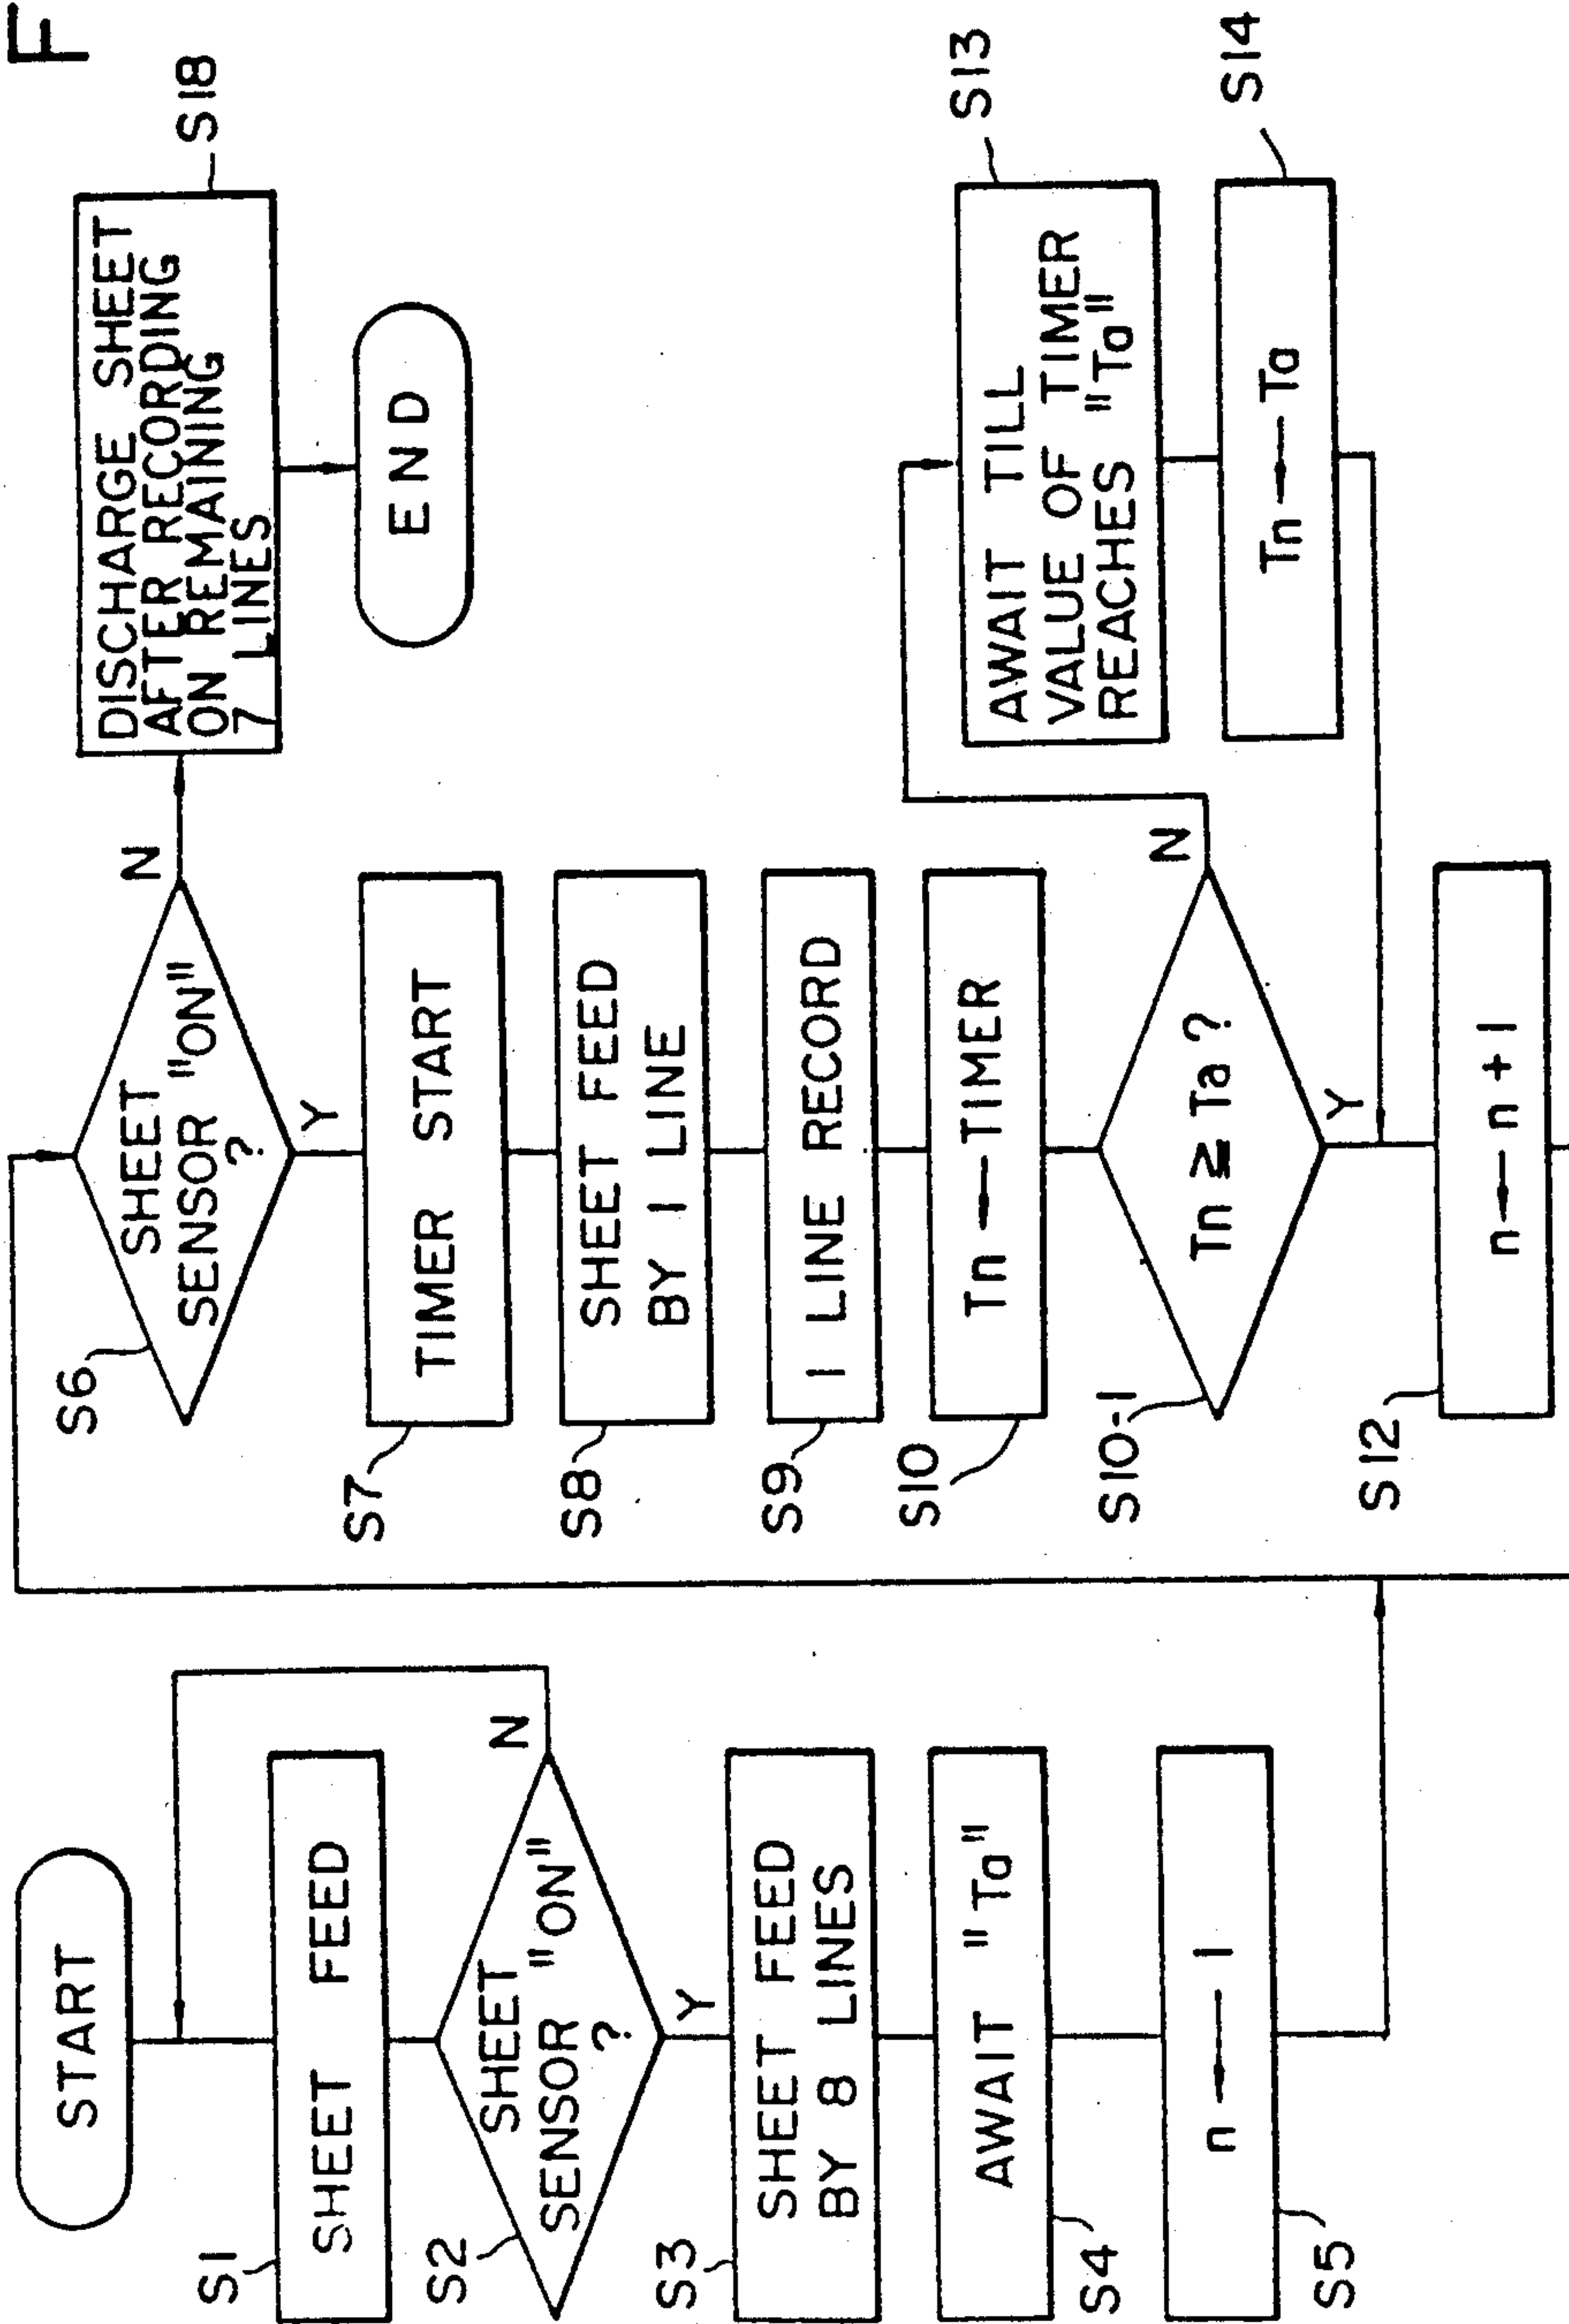 F
START
S1
SHEET FEED
S2
SHEET
SENSOR "ON"
?
N
Y
S3
SHEET FEED
BY 8 LINES
S4
AWAIT "Ta"
S5
n ← 1
S6
SHEET
SENSOR "ON"
?
N
Y
S18
DISCHARGE SHEET
AFTER RECORDING
ON REMAINING
7 LINES
END
S7
TIMER START
S8
SHEET FEED
BY 1 LINE
S9
1 LINE RECORD
S10
Tn ← TIMER
S10-1
Tn ≧ Ta ?
N
Y
S13
AWAIT TILL
VALUE OF TIMER
REACHES "Ta"
S14
Tn ← Ta
S12
n ← n + 1